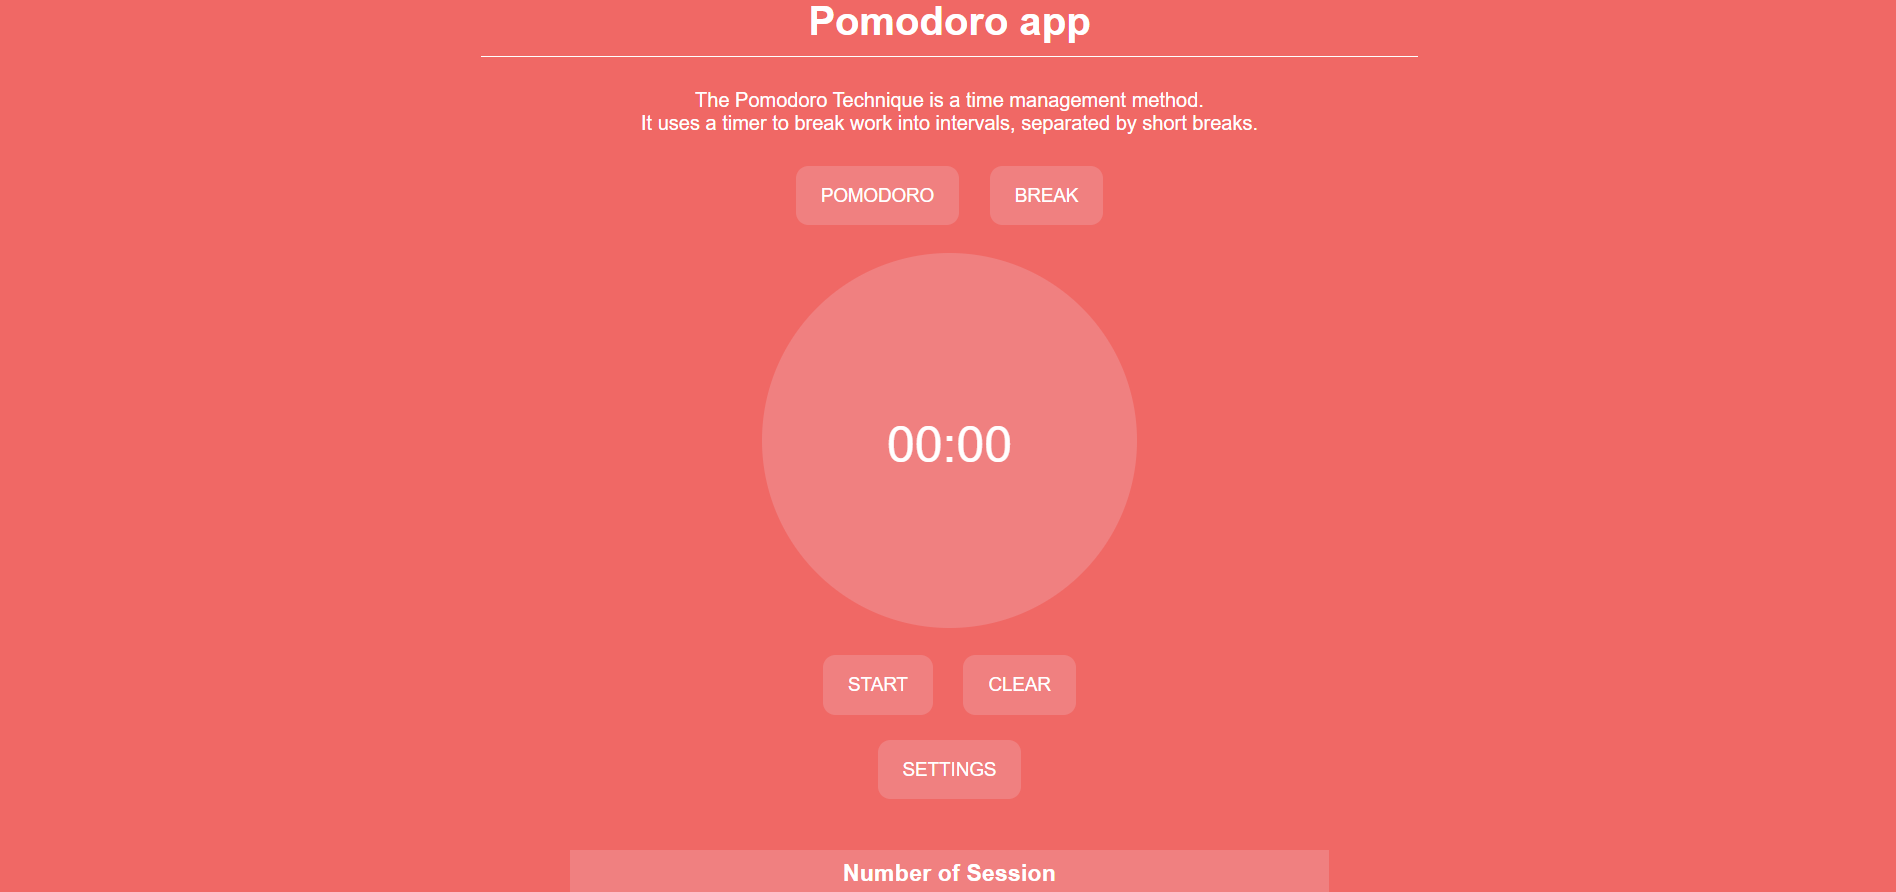 Pomodoro app
The Pomodoro Technique is a time management method.
It uses a timer to break work into intervals, separated by short breaks.
POMODORO
BREAK
00:00
START
CLEAR
SETTINGS
Number of Session